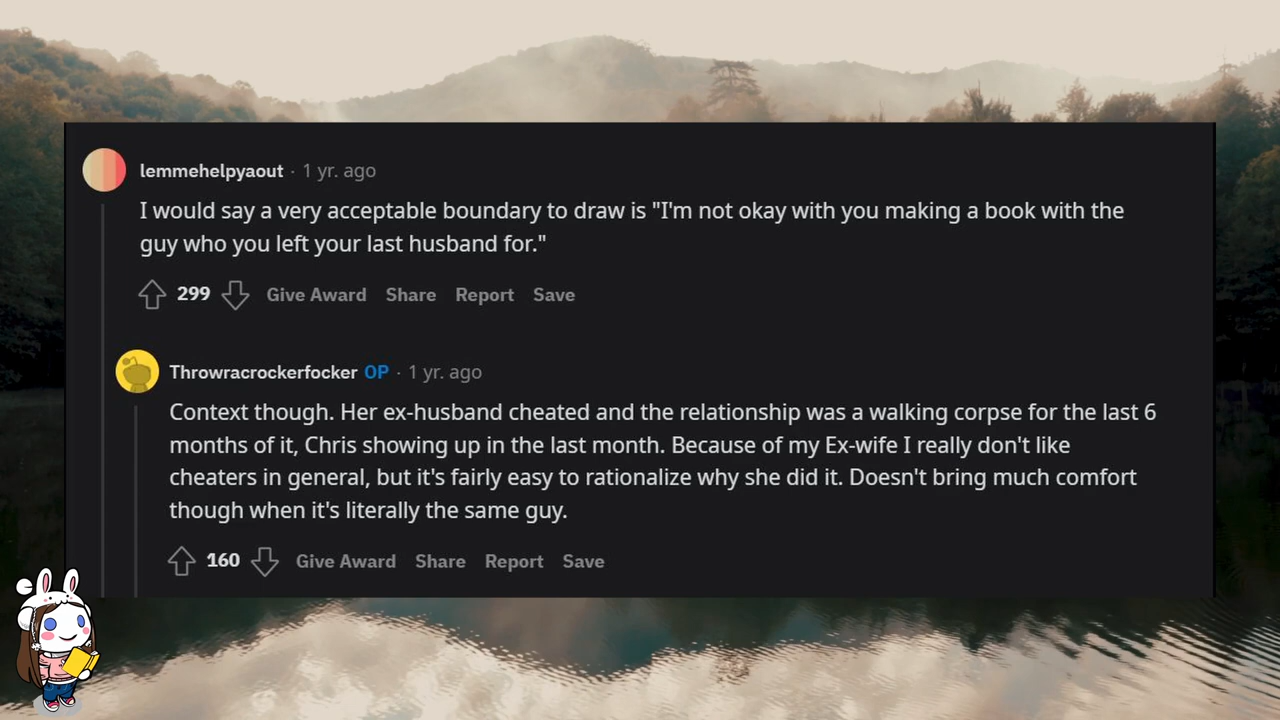 lemmehelpyaout · 1 yr. ago
I would say a very acceptable boundary to draw is "I'm not okay with you making a book with the
guy who you left your last husband for."
299 Give Award Share Report Save
Throwracrockerfocker OP · 1 yr. ago
Context though. Her ex-husband cheated and the relationship was a walking corpse for the last 6
months of it, Chris showing up in the last month. Because of my Ex-wife I really don't like
cheaters in general, but it's fairly easy to rationalize why she did it. Doesn't bring much comfort
though when it's literally the same guy.
160 Give Award Share Report Save